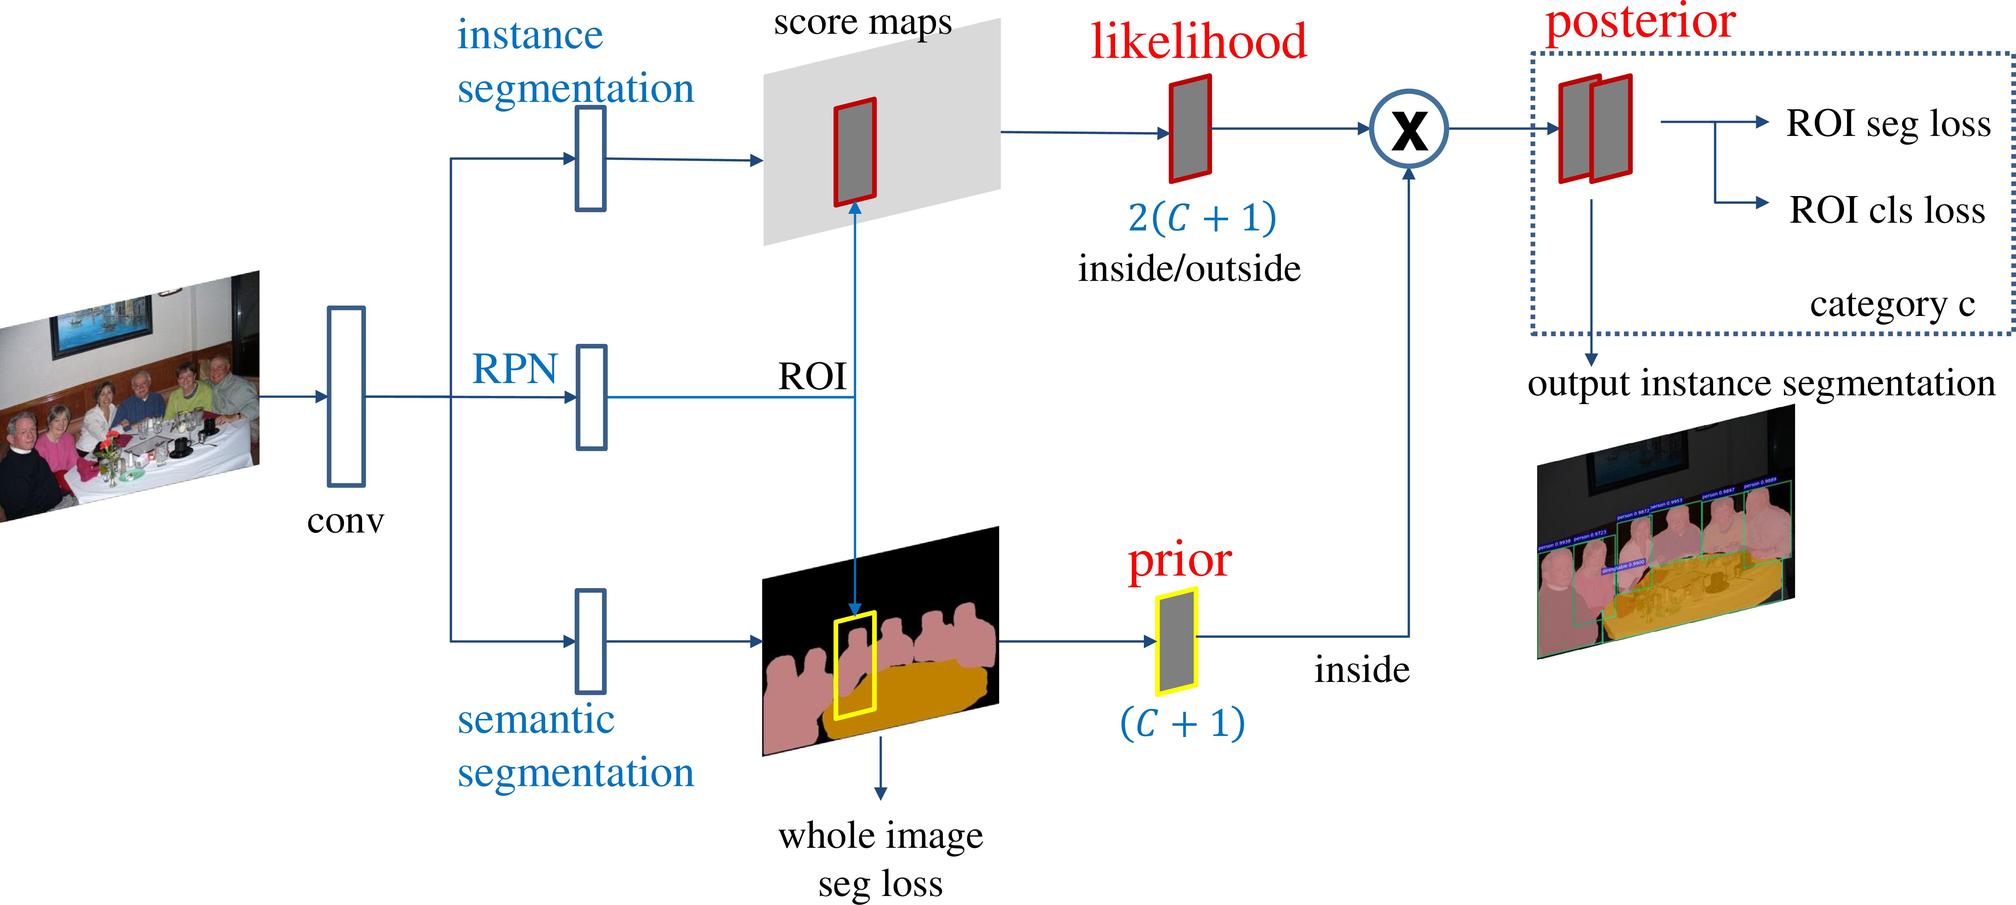 instance
segmentation
score maps
likelihood
posterior
X
ROI seg loss
2(C + 1)
ROI cls loss
inside/outside
category c
RPN
ROI
output instance segmentation
conv
prior
inside
semantic
segmentation
(C + 1)
whole image
seg loss